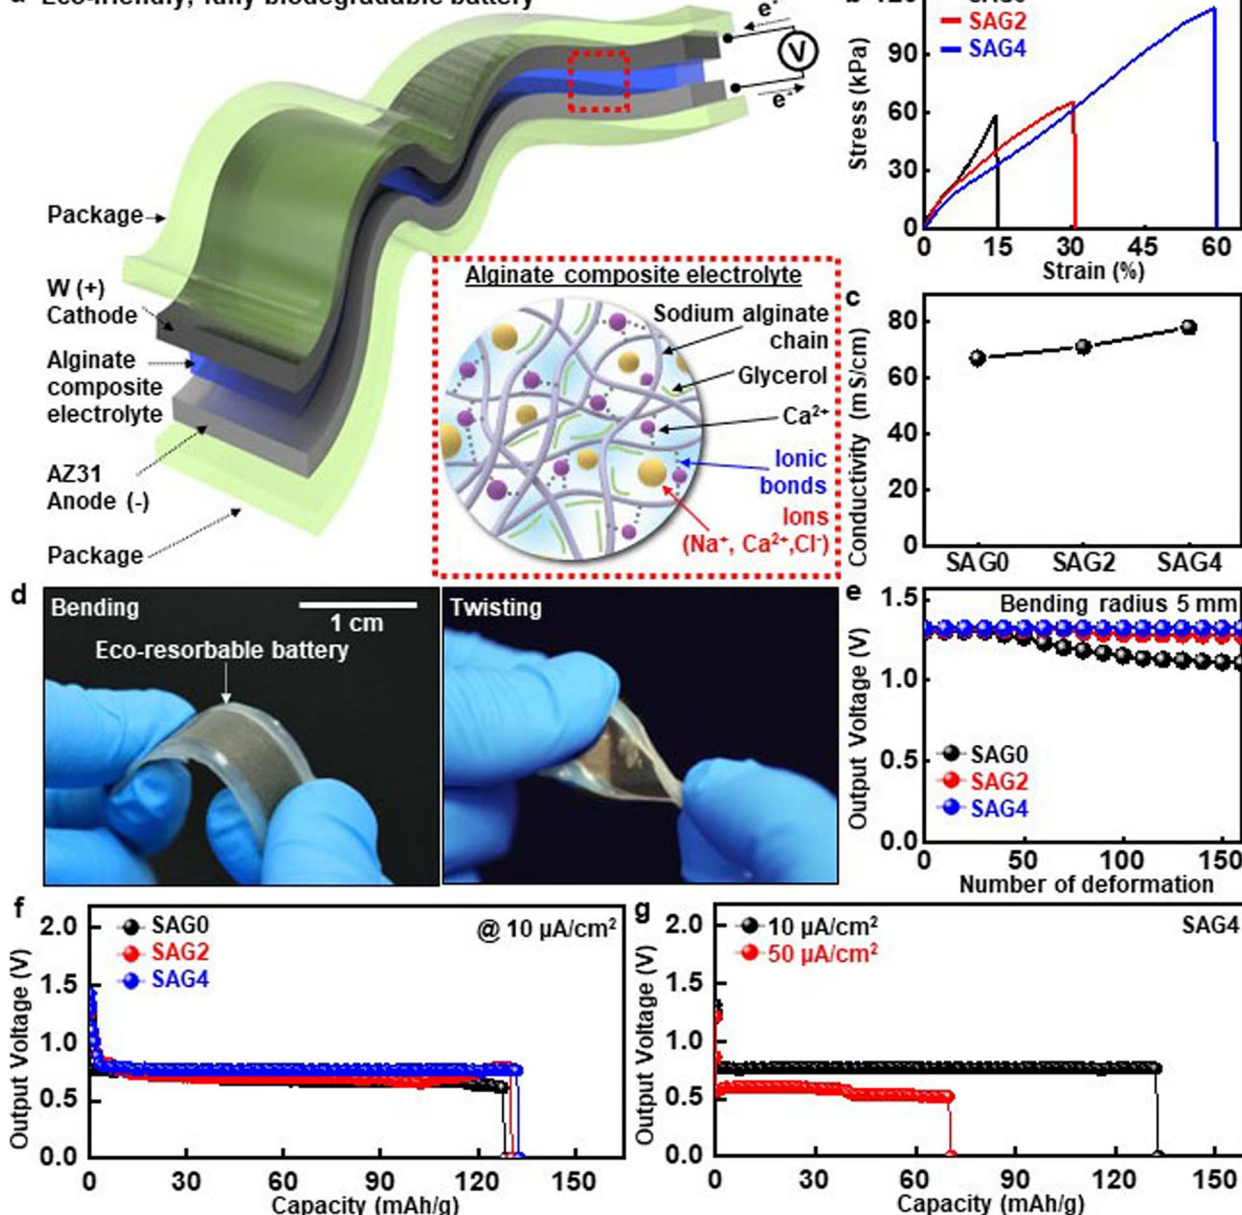 a Eco-friendly, fully biodegradable battery
e⁻
V
e⁻
Package
W (+)
Cathode
Alginate
composite
electrolyte
AZ31
Anode (-)
Package
Alginate composite electrolyte
Sodium alginate
chain
Glycerol
Ca²⁺
Ionic
bonds
Ions
(Na⁺, Ca²⁺,Cl⁻)
b 120
SAG0
SAG2
SAG4
90
60
30
0
Stress (kPa)
0 15 30 45 60
Strain (%)
c
80
60
40
20
0
Conductivity (mS/cm)
SAG0 SAG2 SAG4
d
Bending
1 cm
Eco-resorbable battery
Twisting
e
1.5
1.0
0.5
0.0
Output Voltage (V)
Bending radius 5 mm
SAG0
SAG2
SAG4
0 50 100 150
Number of deformation
f
2.0
1.5
1.0
0.5
0.0
Output Voltage (V)
SAG0
SAG2
SAG4
@ 10 µA/cm²
0 30 60 90 120 150
Capacity (mAh/g)
g
2.0
1.5
1.0
0.5
0.0
Output Voltage (V)
10 µA/cm²
50 µA/cm²
SAG4
0 30 60 90 120 150
Capacity (mAh/g)